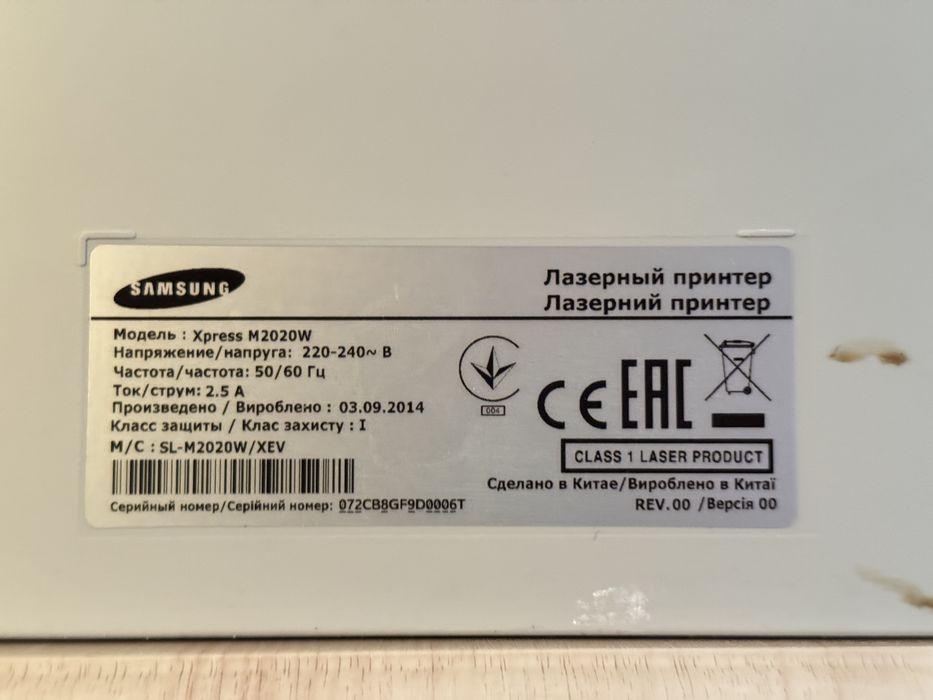 SAMSUNG
Лазерный принтер
Лазерний принтер
Модель : Xpress M2020W
Напряжение/напруга: 220-240~ В
Частота/частота: 50/60 Гц
Ток/струм: 2.5 А
Произведено / Вироблено : 03.09.2014
Класс защиты / Клас захисту : I
M/C : SL-M2020W/XEV
Серийный номер/Серійний номер: 072CB8GF9D0006T
004
CE EAC
CLASS 1 LASER PRODUCT
Сделано в Китае/Вироблено в Китаї
REV.00 /Версія 00